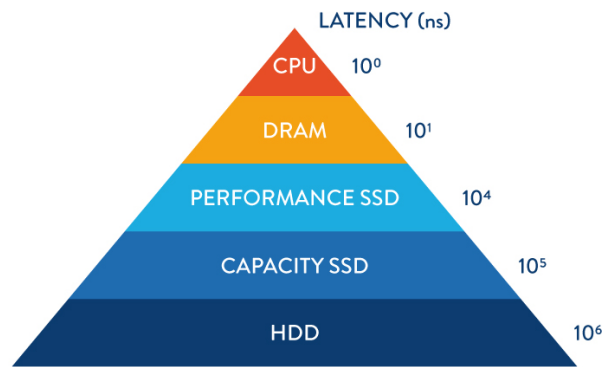 LATENCY (ns)
CPU 10⁰
DRAM 10¹
PERFORMANCE SSD 10⁴
CAPACITY SSD 10⁵
HDD 10⁶